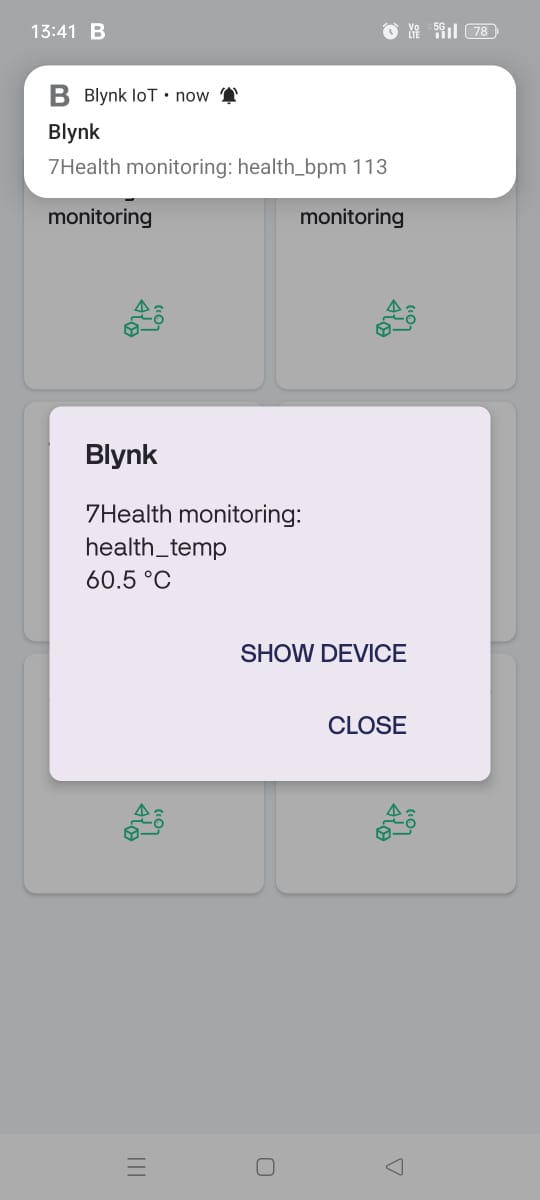 13:41 B
Vo LTE 5G 78
B Blynk IoT • now
Blynk
7Health monitoring: health_bpm 113
monitoring
monitoring
Blynk
7Health monitoring:
health_temp
60.5 °C
SHOW DEVICE
CLOSE